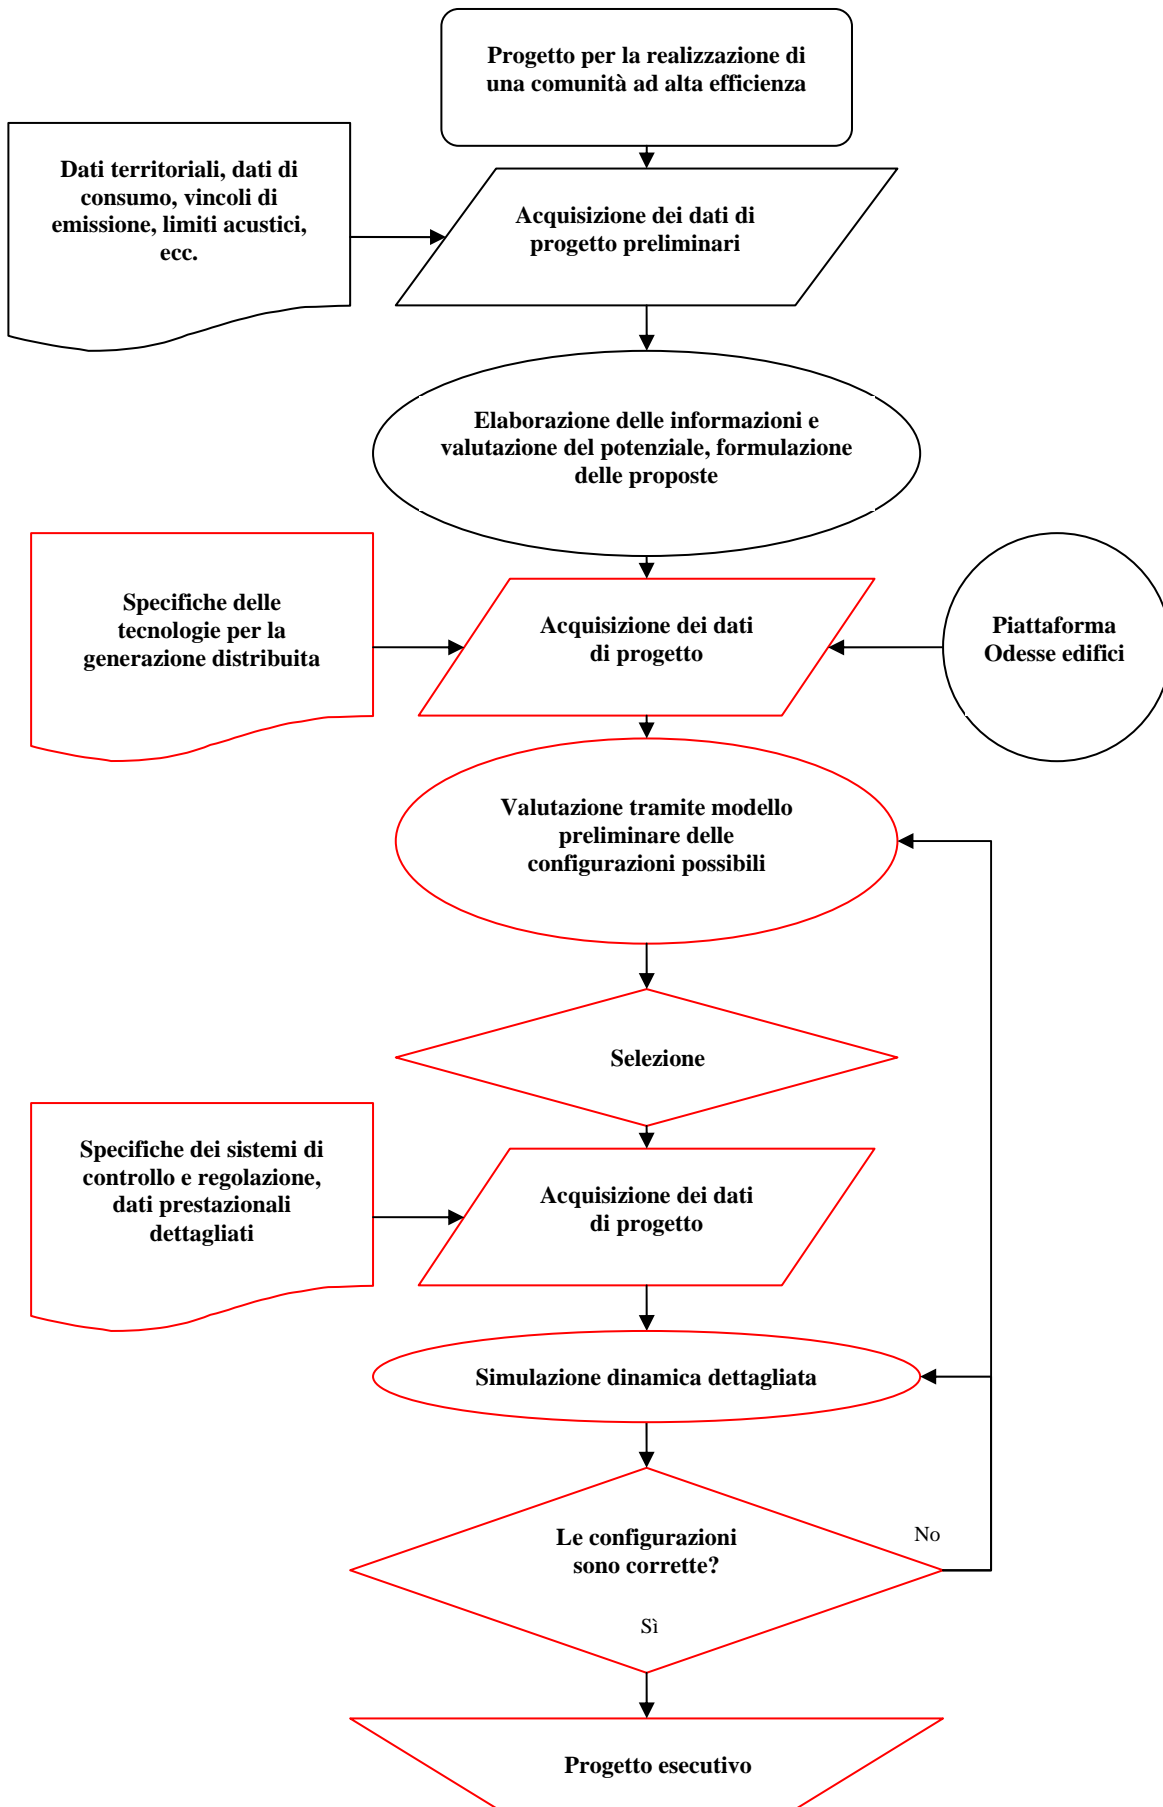 Progetto per la realizzazione di
una comunità ad alta efficienza
Dati territoriali, dati di
consumo, vincoli di
emissione, limiti acustici,
ecc.
Acquisizione dei dati di
progetto preliminari
Elaborazione delle informazioni e
valutazione del potenziale, formulazione
delle proposte
Specifiche delle
tecnologie per la
generazione distribuita
Acquisizione dei dati
di progetto
Piattaforma
Odesse edifici
Valutazione tramite modello
preliminare delle
configurazioni possibili
Selezione
Specifiche dei sistemi di
controllo e regolazione,
dati prestazionali
dettagliati
Acquisizione dei dati
di progetto
Simulazione dinamica dettagliata
Le configurazioni
sono corrette?
No
Sì
Progetto esecutivo